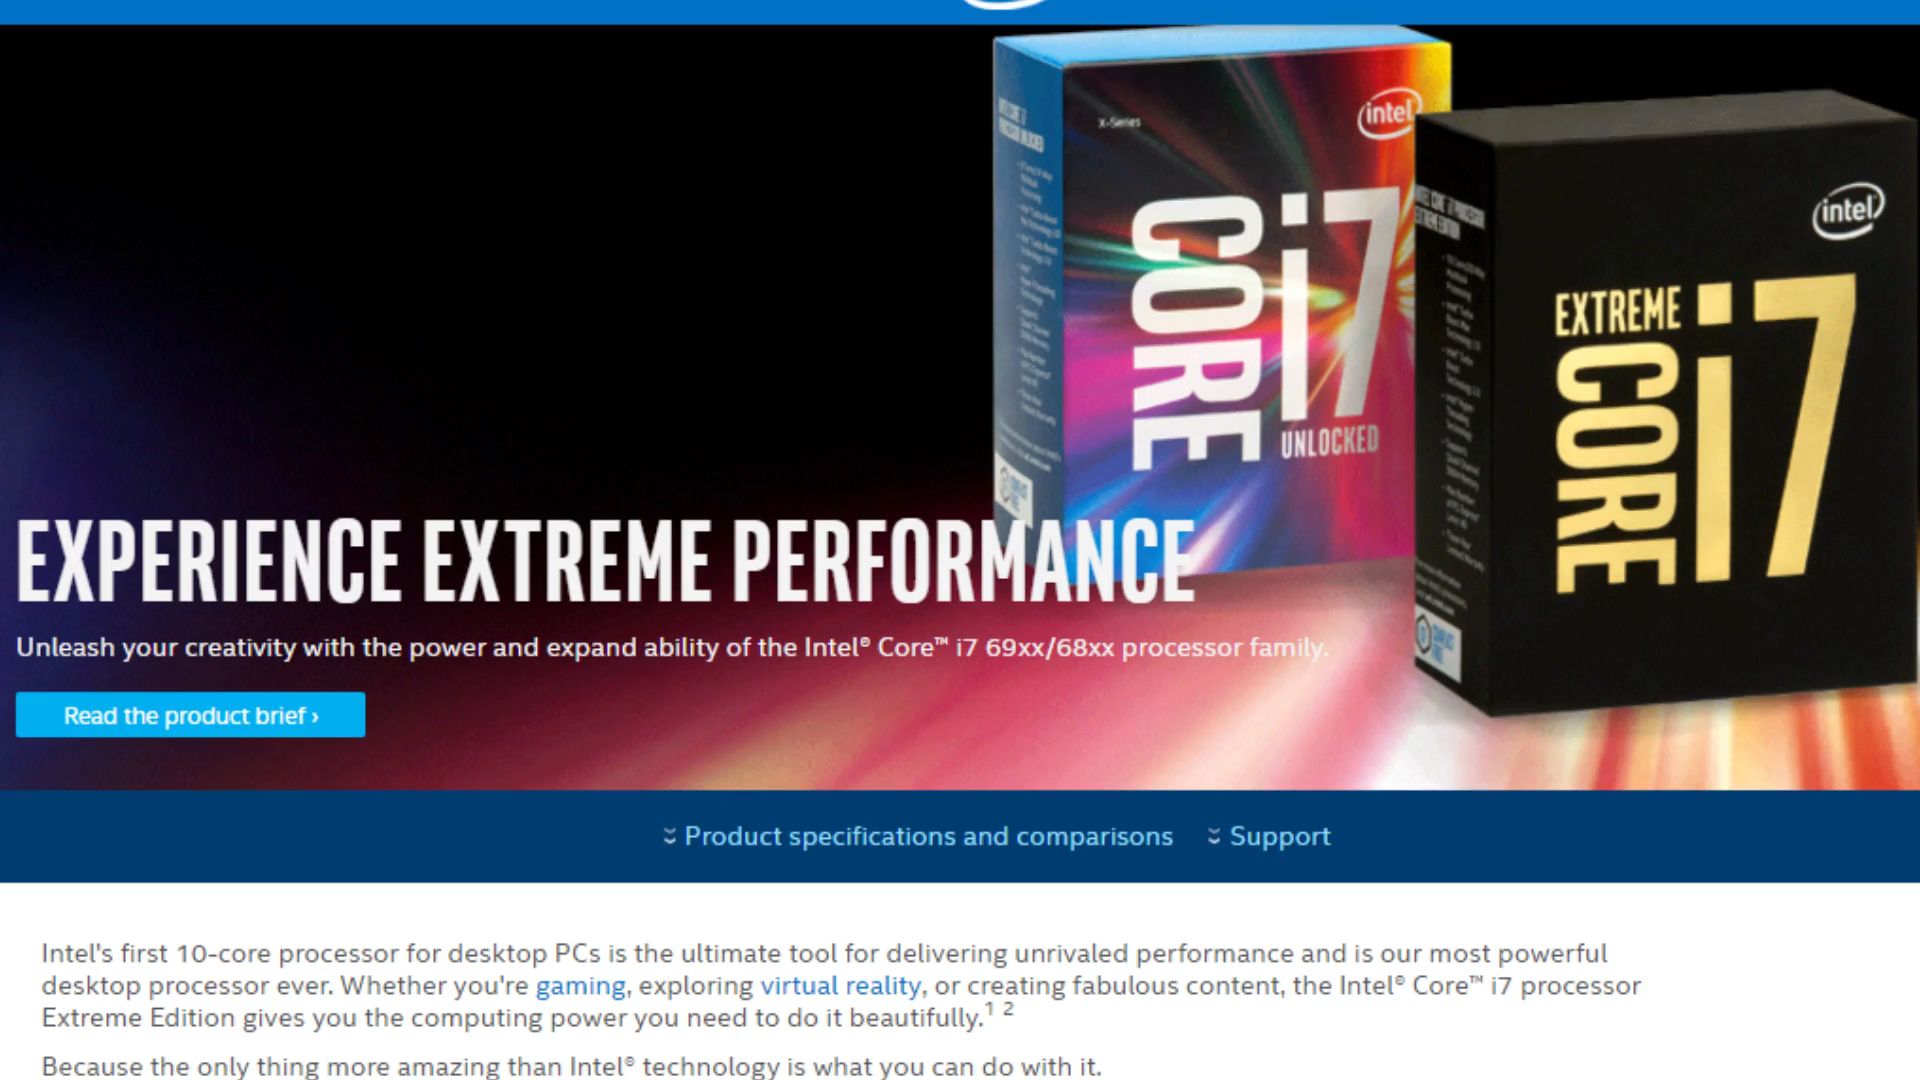 X-Series
intel
CORE i7
UNLOCKED
intel
EXTREME
CORE i7
EXPERIENCE EXTREME PERFORMANCE
Unleash your creativity with the power and expand ability of the Intel® Core™ i7 69xx/68xx processor family.
Read the product brief ›
Product specifications and comparisons
Support
Intel's first 10-core processor for desktop PCs is the ultimate tool for delivering unrivaled performance and is our most powerful
desktop processor ever. Whether you're gaming, exploring virtual reality, or creating fabulous content, the Intel® Core™ i7 processor
Extreme Edition gives you the computing power you need to do it beautifully.¹ ²
Because the only thing more amazing than Intel® technology is what you can do with it.